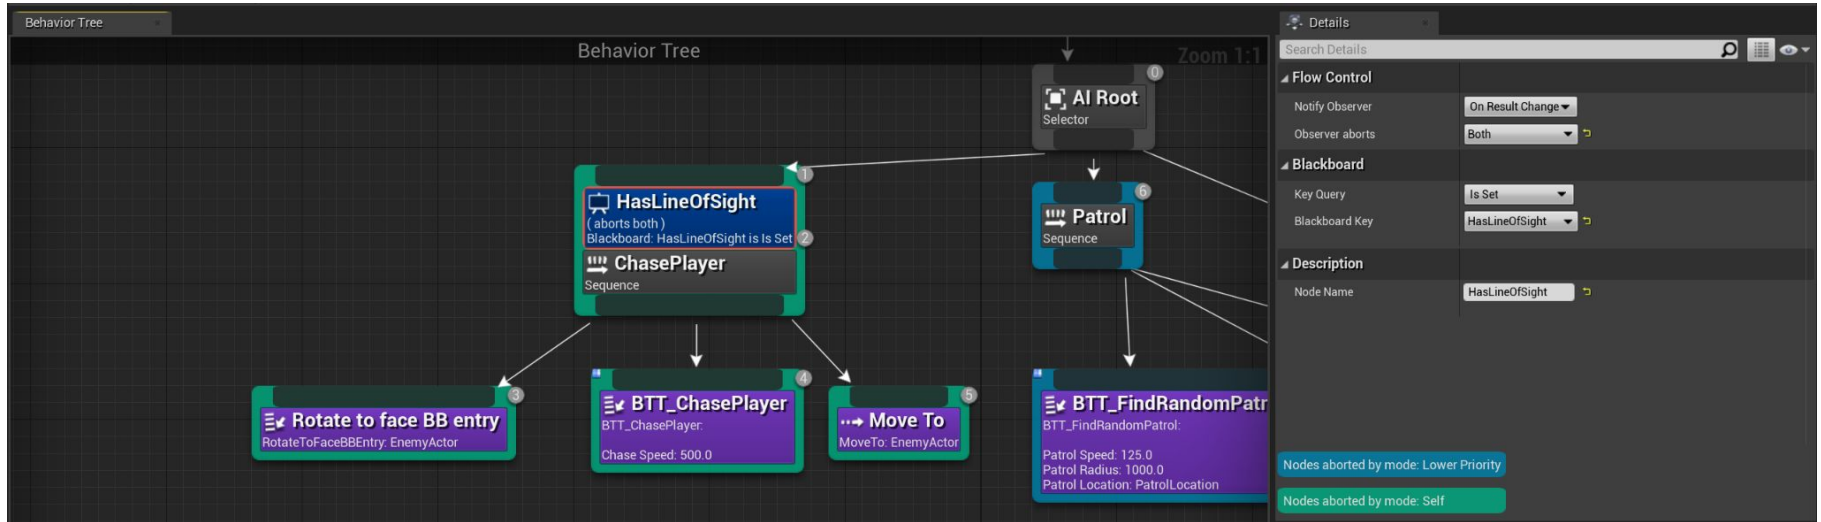 Behavior Tree
Behavior Tree
Zoom 1:1
0
AI Root
Selector
1
HasLineOfSight
( aborts both )
Blackboard: HasLineOfSight is Is Set
2
ChasePlayer
Sequence
6
Patrol
Sequence
3
Rotate to face BB entry
RotateToFaceBBEntry: EnemyActor
4
BTT_ChasePlayer
BTT_ChasePlayer:
Chase Speed: 500.0
5
Move To
MoveTo: EnemyActor
BTT_FindRandomPatr
BTT_FindRandomPatrol:
Patrol Speed: 125.0
Patrol Radius: 1000.0
Patrol Location: PatrolLocation
Details
Search Details
Flow Control
Notify Observer On Result Change
Observer aborts Both
Blackboard
Key Query Is Set
Blackboard Key HasLineOfSight
Description
Node Name HasLineOfSight
Nodes aborted by mode: Lower Priority
Nodes aborted by mode: Self